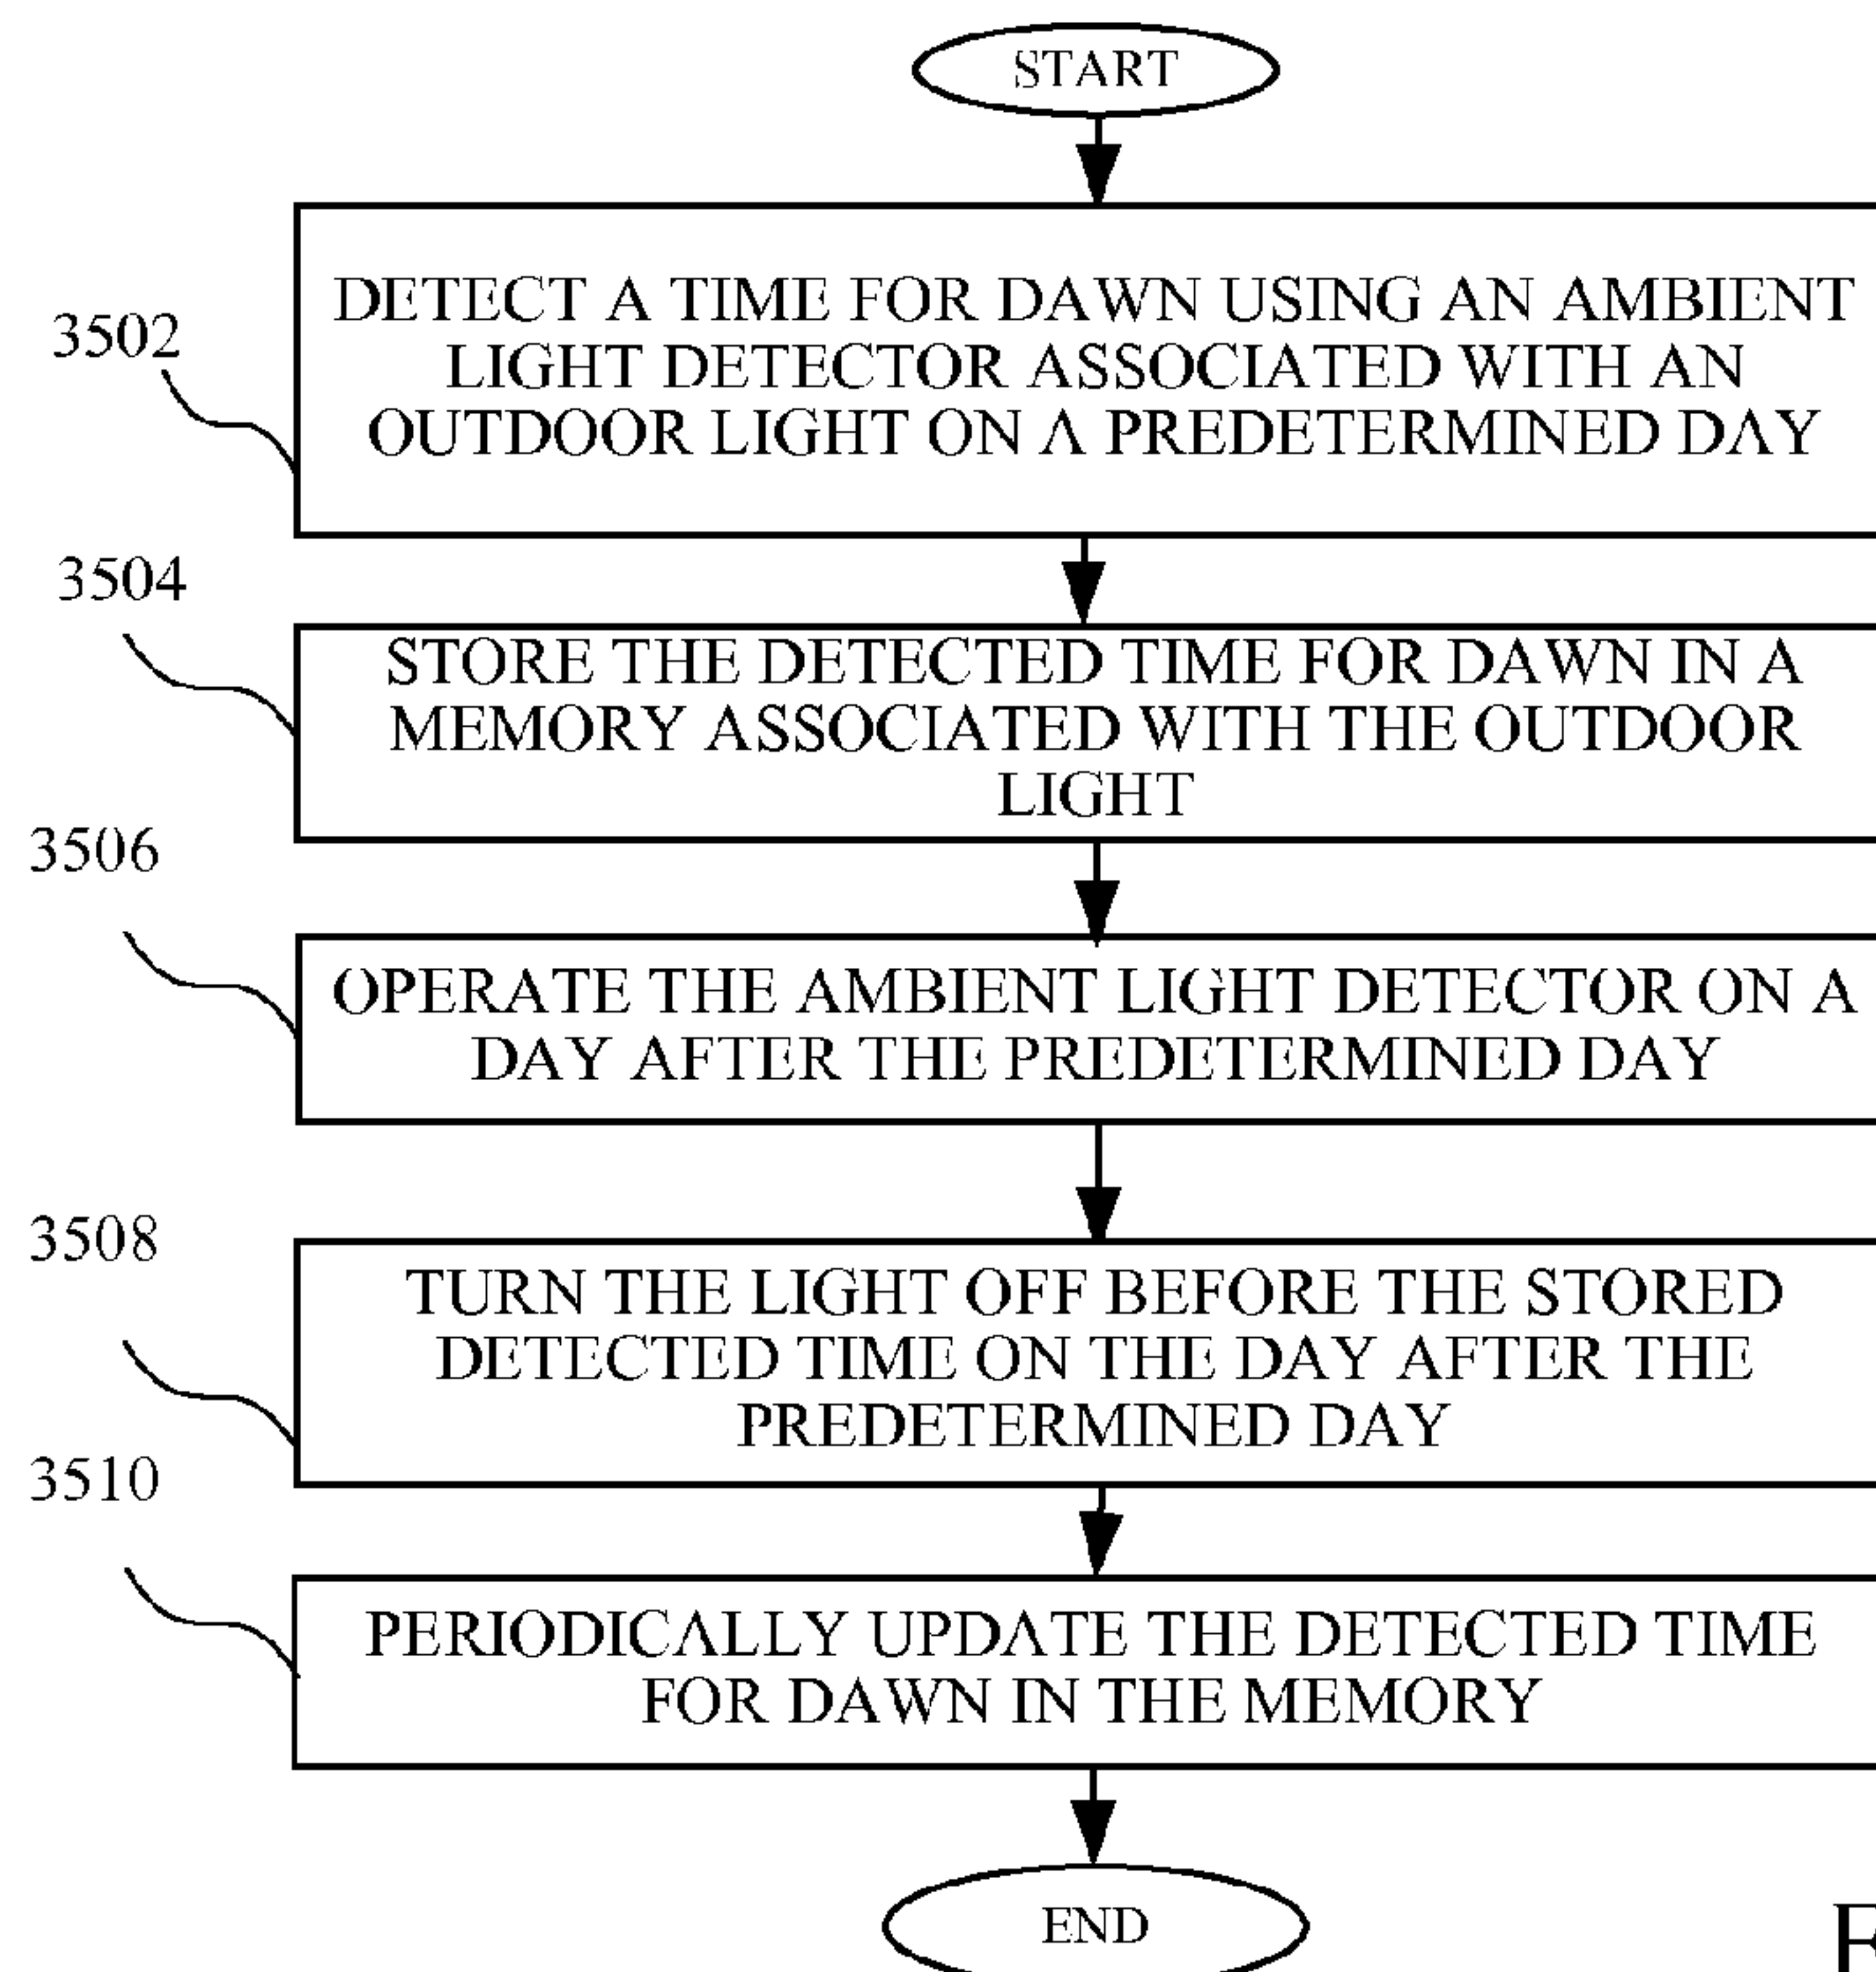 START
3502
DETECT A TIME FOR DAWN USING AN AMBIENT
LIGHT DETECTOR ASSOCIATED WITH AN
OUTDOOR LIGHT ON A PREDETERMINED DAY
3504
STORE THE DETECTED TIME FOR DAWN IN A
MEMORY ASSOCIATED WITH THE OUTDOOR
LIGHT
3506
OPERATE THE AMBIENT LIGHT DETECTOR ON A
DAY AFTER THE PREDETERMINED DAY
3508
TURN THE LIGHT OFF BEFORE THE STORED
DETECTED TIME ON THE DAY AFTER THE
PREDETERMINED DAY
3510
PERIODICALLY UPDATE THE DETECTED TIME
FOR DAWN IN THE MEMORY
END